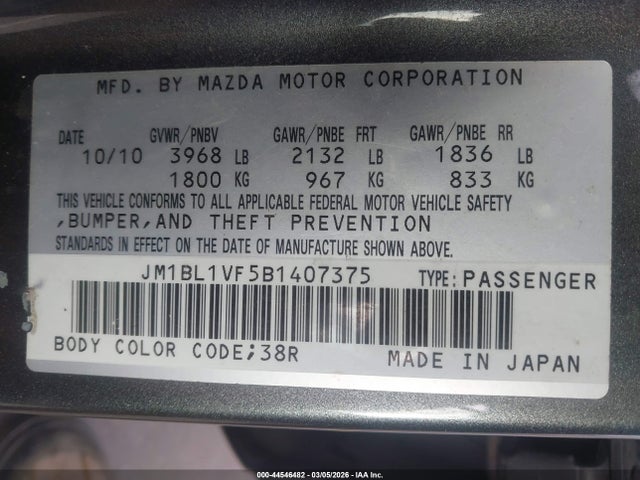 MFD. BY MAZDA MOTOR CORPORATION
DATE GVWR/PNBV GAWR/PNBE FRT GAWR/PNBE RR
10/10 3968 LB 2132 LB 1836 LB
1800 KG 967 KG 833 KG
THIS VEHICLE CONFORMS TO ALL APPLICABLE FEDERAL MOTOR VEHICLE SAFETY
,BUMPER,AND THEFT PREVENTION
STANDARDS IN EFFECT ON THE DATE OF MANUFACTURE SHOWN ABOVE.
JM1BL1VF5B1407375 TYPE:PASSENGER
BODY COLOR CODE;38R MADE IN JAPAN
000-44546482 - 03/05/2026 - IAA Inc.